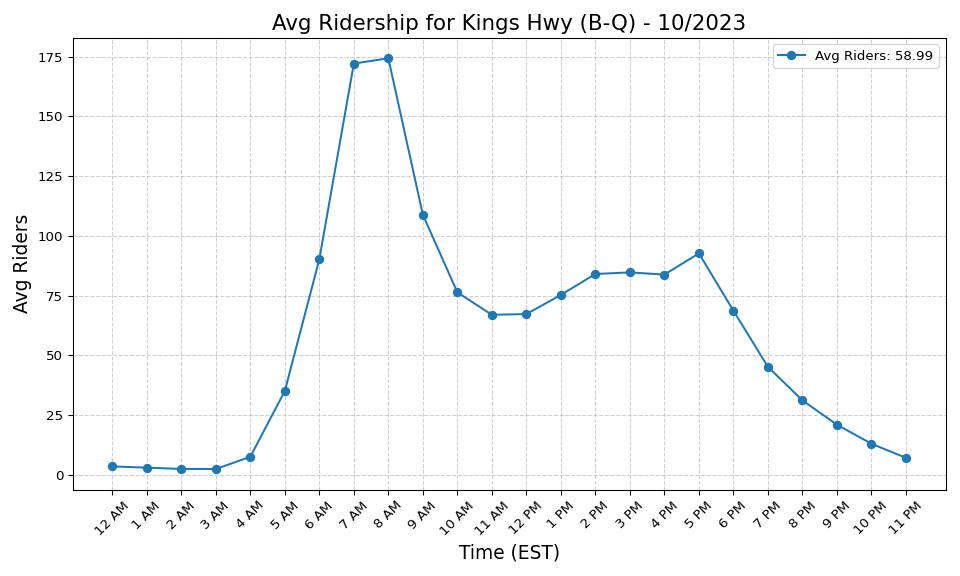 Avg Ridership for Kings Hwy (B-Q) - 10/2023
Avg Riders: 58.99
Avg Riders
175
150
125
100
75
50
25
0
12 AM
1 AM
2 AM
3 AM
4 AM
5 AM
6 AM
7 AM
8 AM
9 AM
10 AM
11 AM
12 PM
1 PM
2 PM
3 PM
4 PM
5 PM
6 PM
7 PM
8 PM
9 PM
10 PM
11 PM
Time (EST)